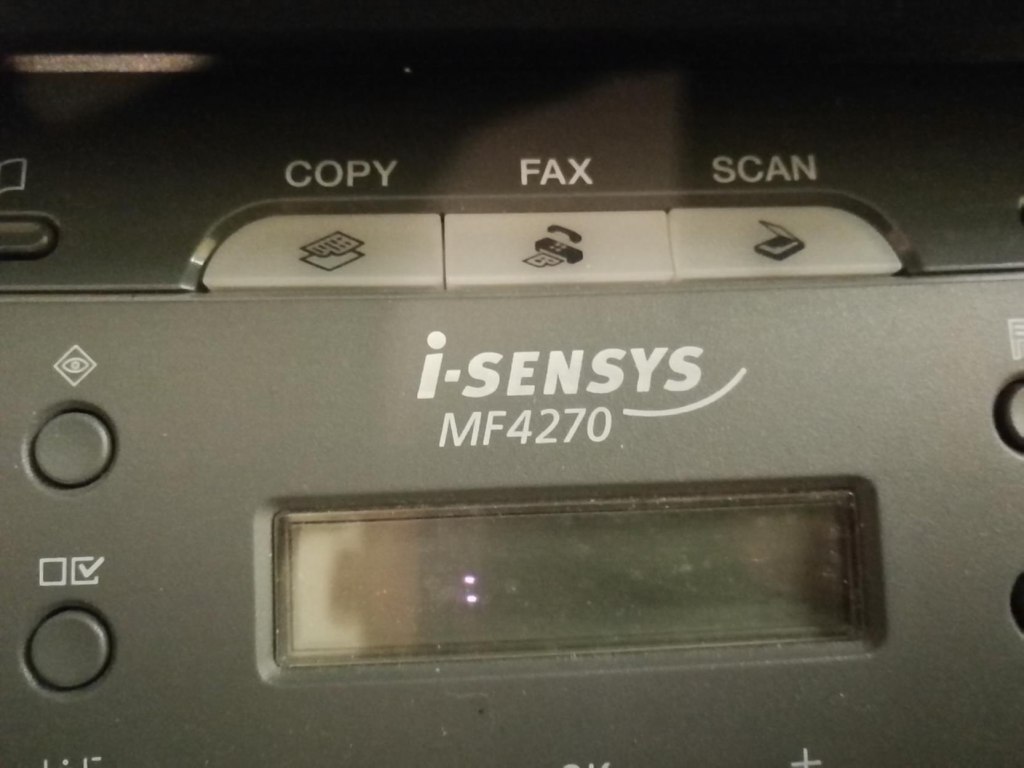 COPY FAX SCAN
i-SENSYS
MF4270